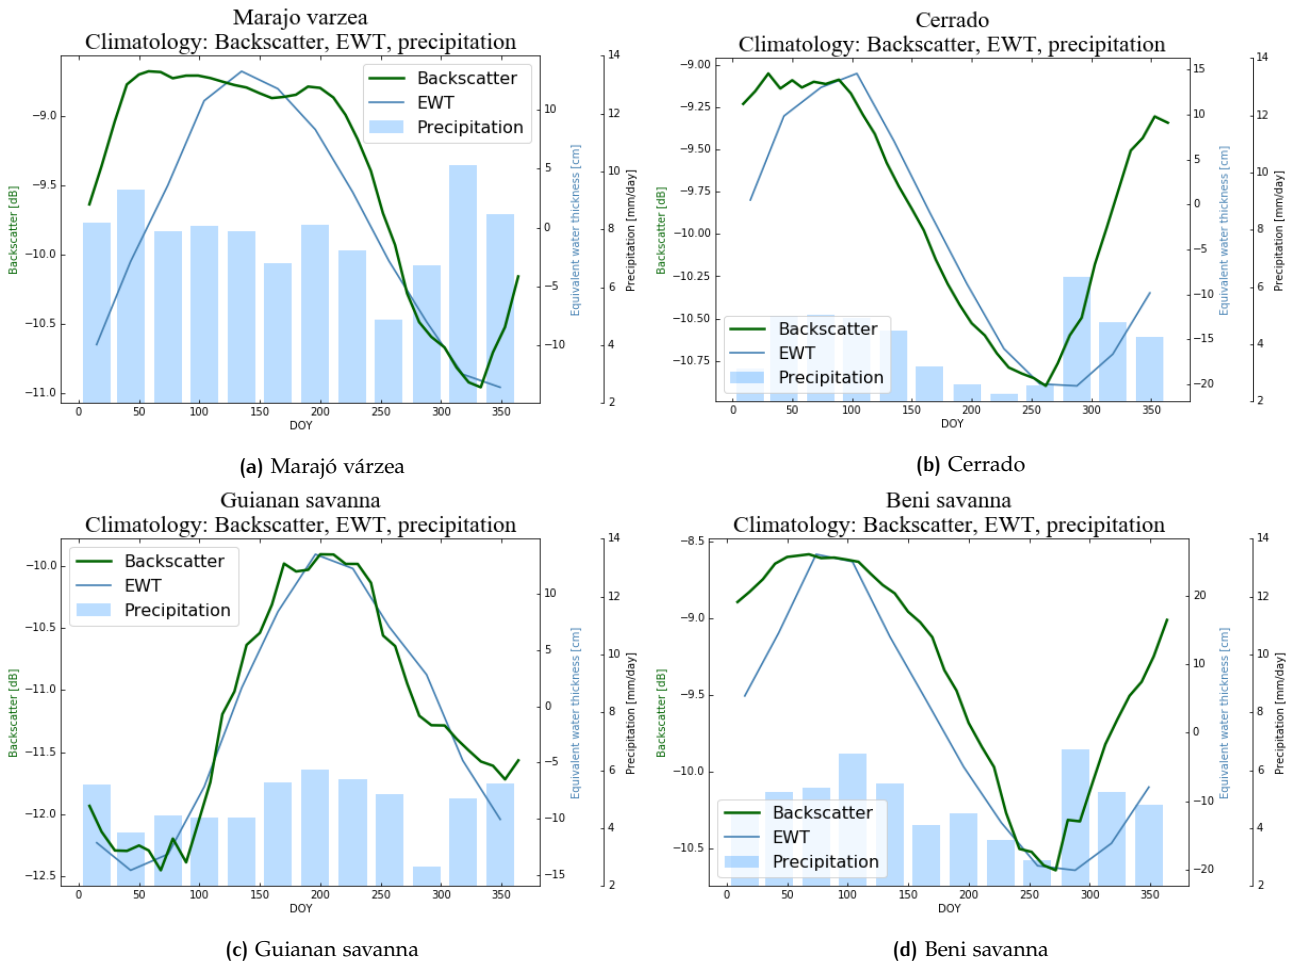 Marajo varzea
Climatology: Backscatter, EWT, precipitation
Backscatter
EWT
Precipitation
Backscatter [dB]
−9.0
−9.5
−10.0
−10.5
−11.0
0 50 100 150 200 250 300 350
DOY
10
5
0
−5
−10
Equivalent water thickness [cm]
14
12
10
8
6
4
2
Precipitation [mm/day]
(a) Marajó várzea
Cerrado
Climatology: Backscatter, EWT, precipitation
Backscatter
EWT
Precipitation
Backscatter [dB]
−9.00
−9.25
−9.50
−9.75
−10.00
−10.25
−10.50
−10.75
0 50 100 150 200 250 300 350
DOY
15
10
5
0
−5
−10
−15
−20
Equivalent water thickness [cm]
14
12
10
8
6
4
2
Precipitation [mm/day]
(b) Cerrado
Guianan savanna
Climatology: Backscatter, EWT, precipitation
Backscatter
EWT
Precipitation
Backscatter [dB]
−10.0
−10.5
−11.0
−11.5
−12.0
−12.5
0 50 100 150 200 250 300 350
DOY
10
5
0
−5
−10
−15
Equivalent water thickness [cm]
14
12
10
8
6
4
2
Precipitation [mm/day]
(c) Guianan savanna
Beni savanna
Climatology: Backscatter, EWT, precipitation
Backscatter
EWT
Precipitation
Backscatter [dB]
−8.5
−9.0
−9.5
−10.0
−10.5
0 50 100 150 200 250 300 350
DOY
20
10
0
−10
−20
Equivalent water thickness [cm]
14
12
10
8
6
4
2
Precipitation [mm/day]
(d) Beni savanna